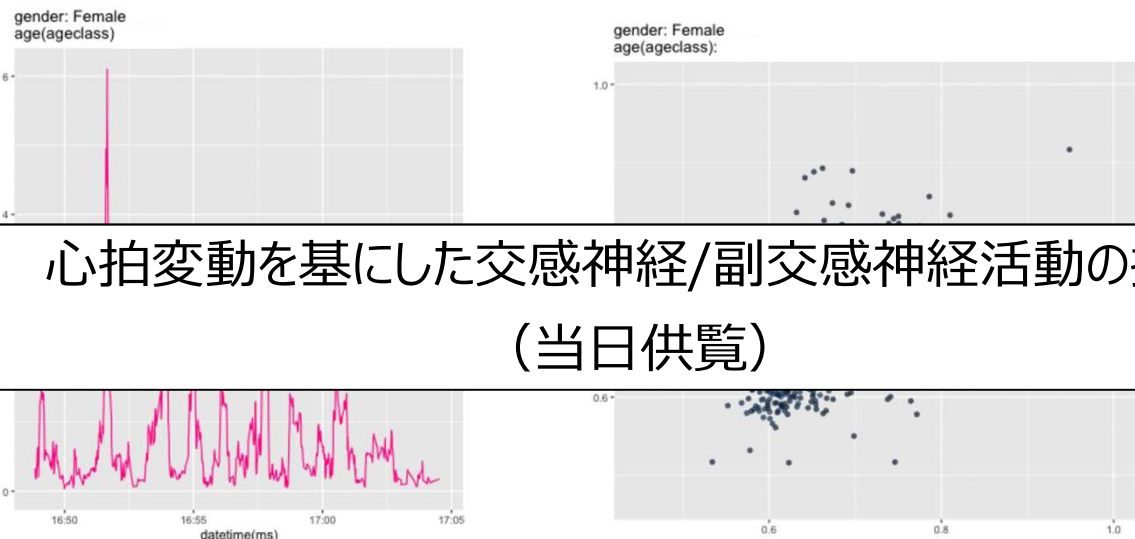 gender: Female
age(ageclass)
6
4
0
16:50
16:55
17:00
17:05
datetime(ms)
gender: Female
age(ageclass):
1.0
0.6
0.6
0.8
1.0
心拍変動を基にした交感神経/副交感神経活動の
（当日供覧）